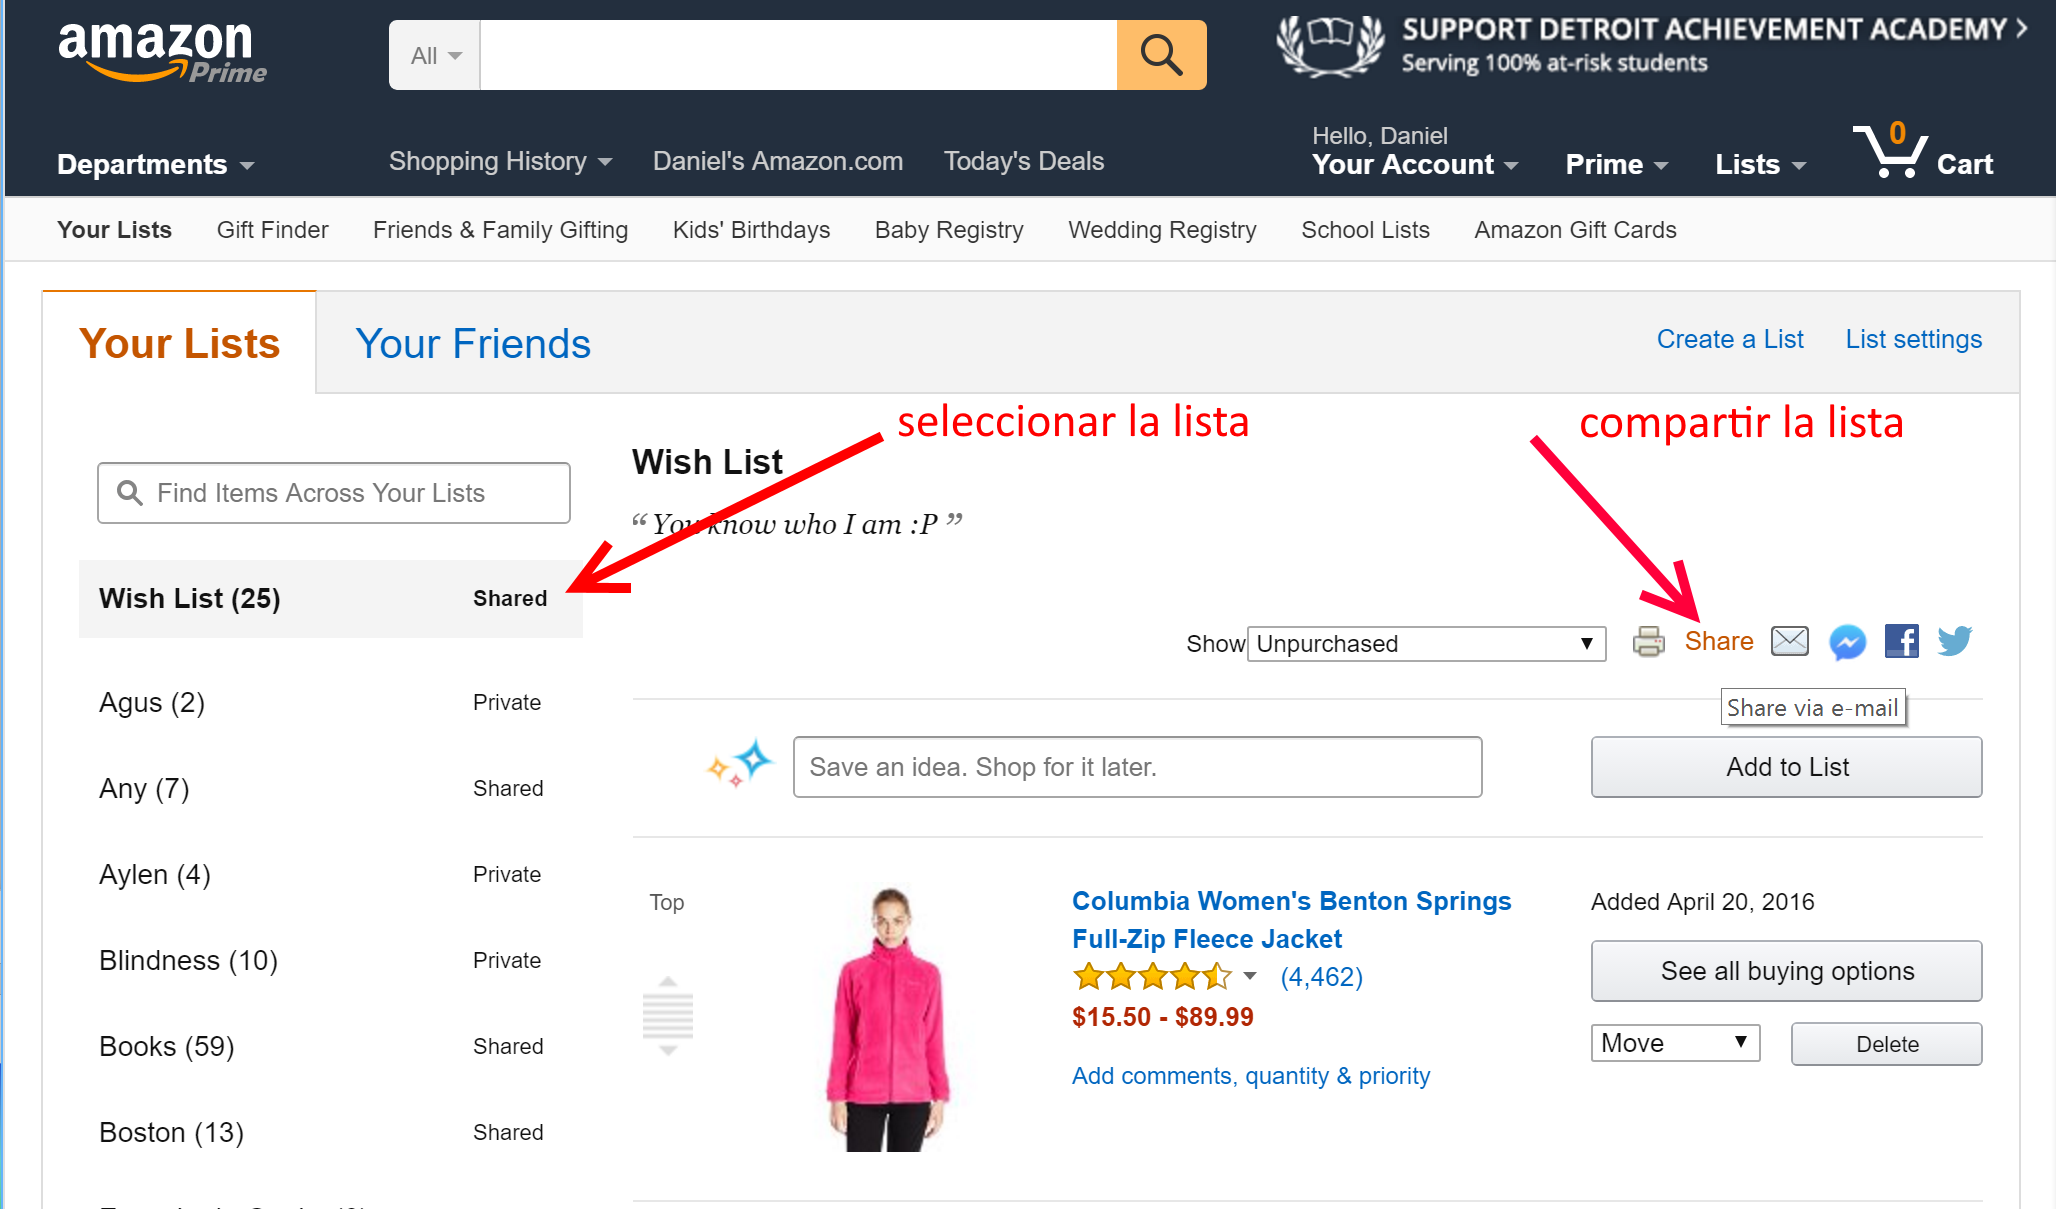 amazon
Prime
All
SUPPORT DETROIT ACHIEVEMENT ACADEMY
Serving 100% at-risk students
Departments
Shopping History
Daniel's Amazon.com
Today's Deals
Hello, Daniel
Your Account
Prime
Lists
0
Cart
Your Lists
Gift Finder
Friends & Family Gifting
Kids' Birthdays
Baby Registry
Wedding Registry
School Lists
Amazon Gift Cards
Your Lists
Your Friends
Create a List
List settings
seleccionar la lista
compartir la lista
Find Items Across Your Lists
Wish List
“ You know who I am :P ”
Wish List (25) Shared
Agus (2) Private
Any (7) Shared
Aylen (4) Private
Blindness (10) Private
Books (59) Shared
Boston (13) Shared
Show Unpurchased
Share
Share via e-mail
Save an idea. Shop for it later.
Add to List
Top
Columbia Women's Benton Springs
Full-Zip Fleece Jacket
(4,462)
$15.50 - $89.99
Add comments, quantity & priority
Added April 20, 2016
See all buying options
Move
Delete